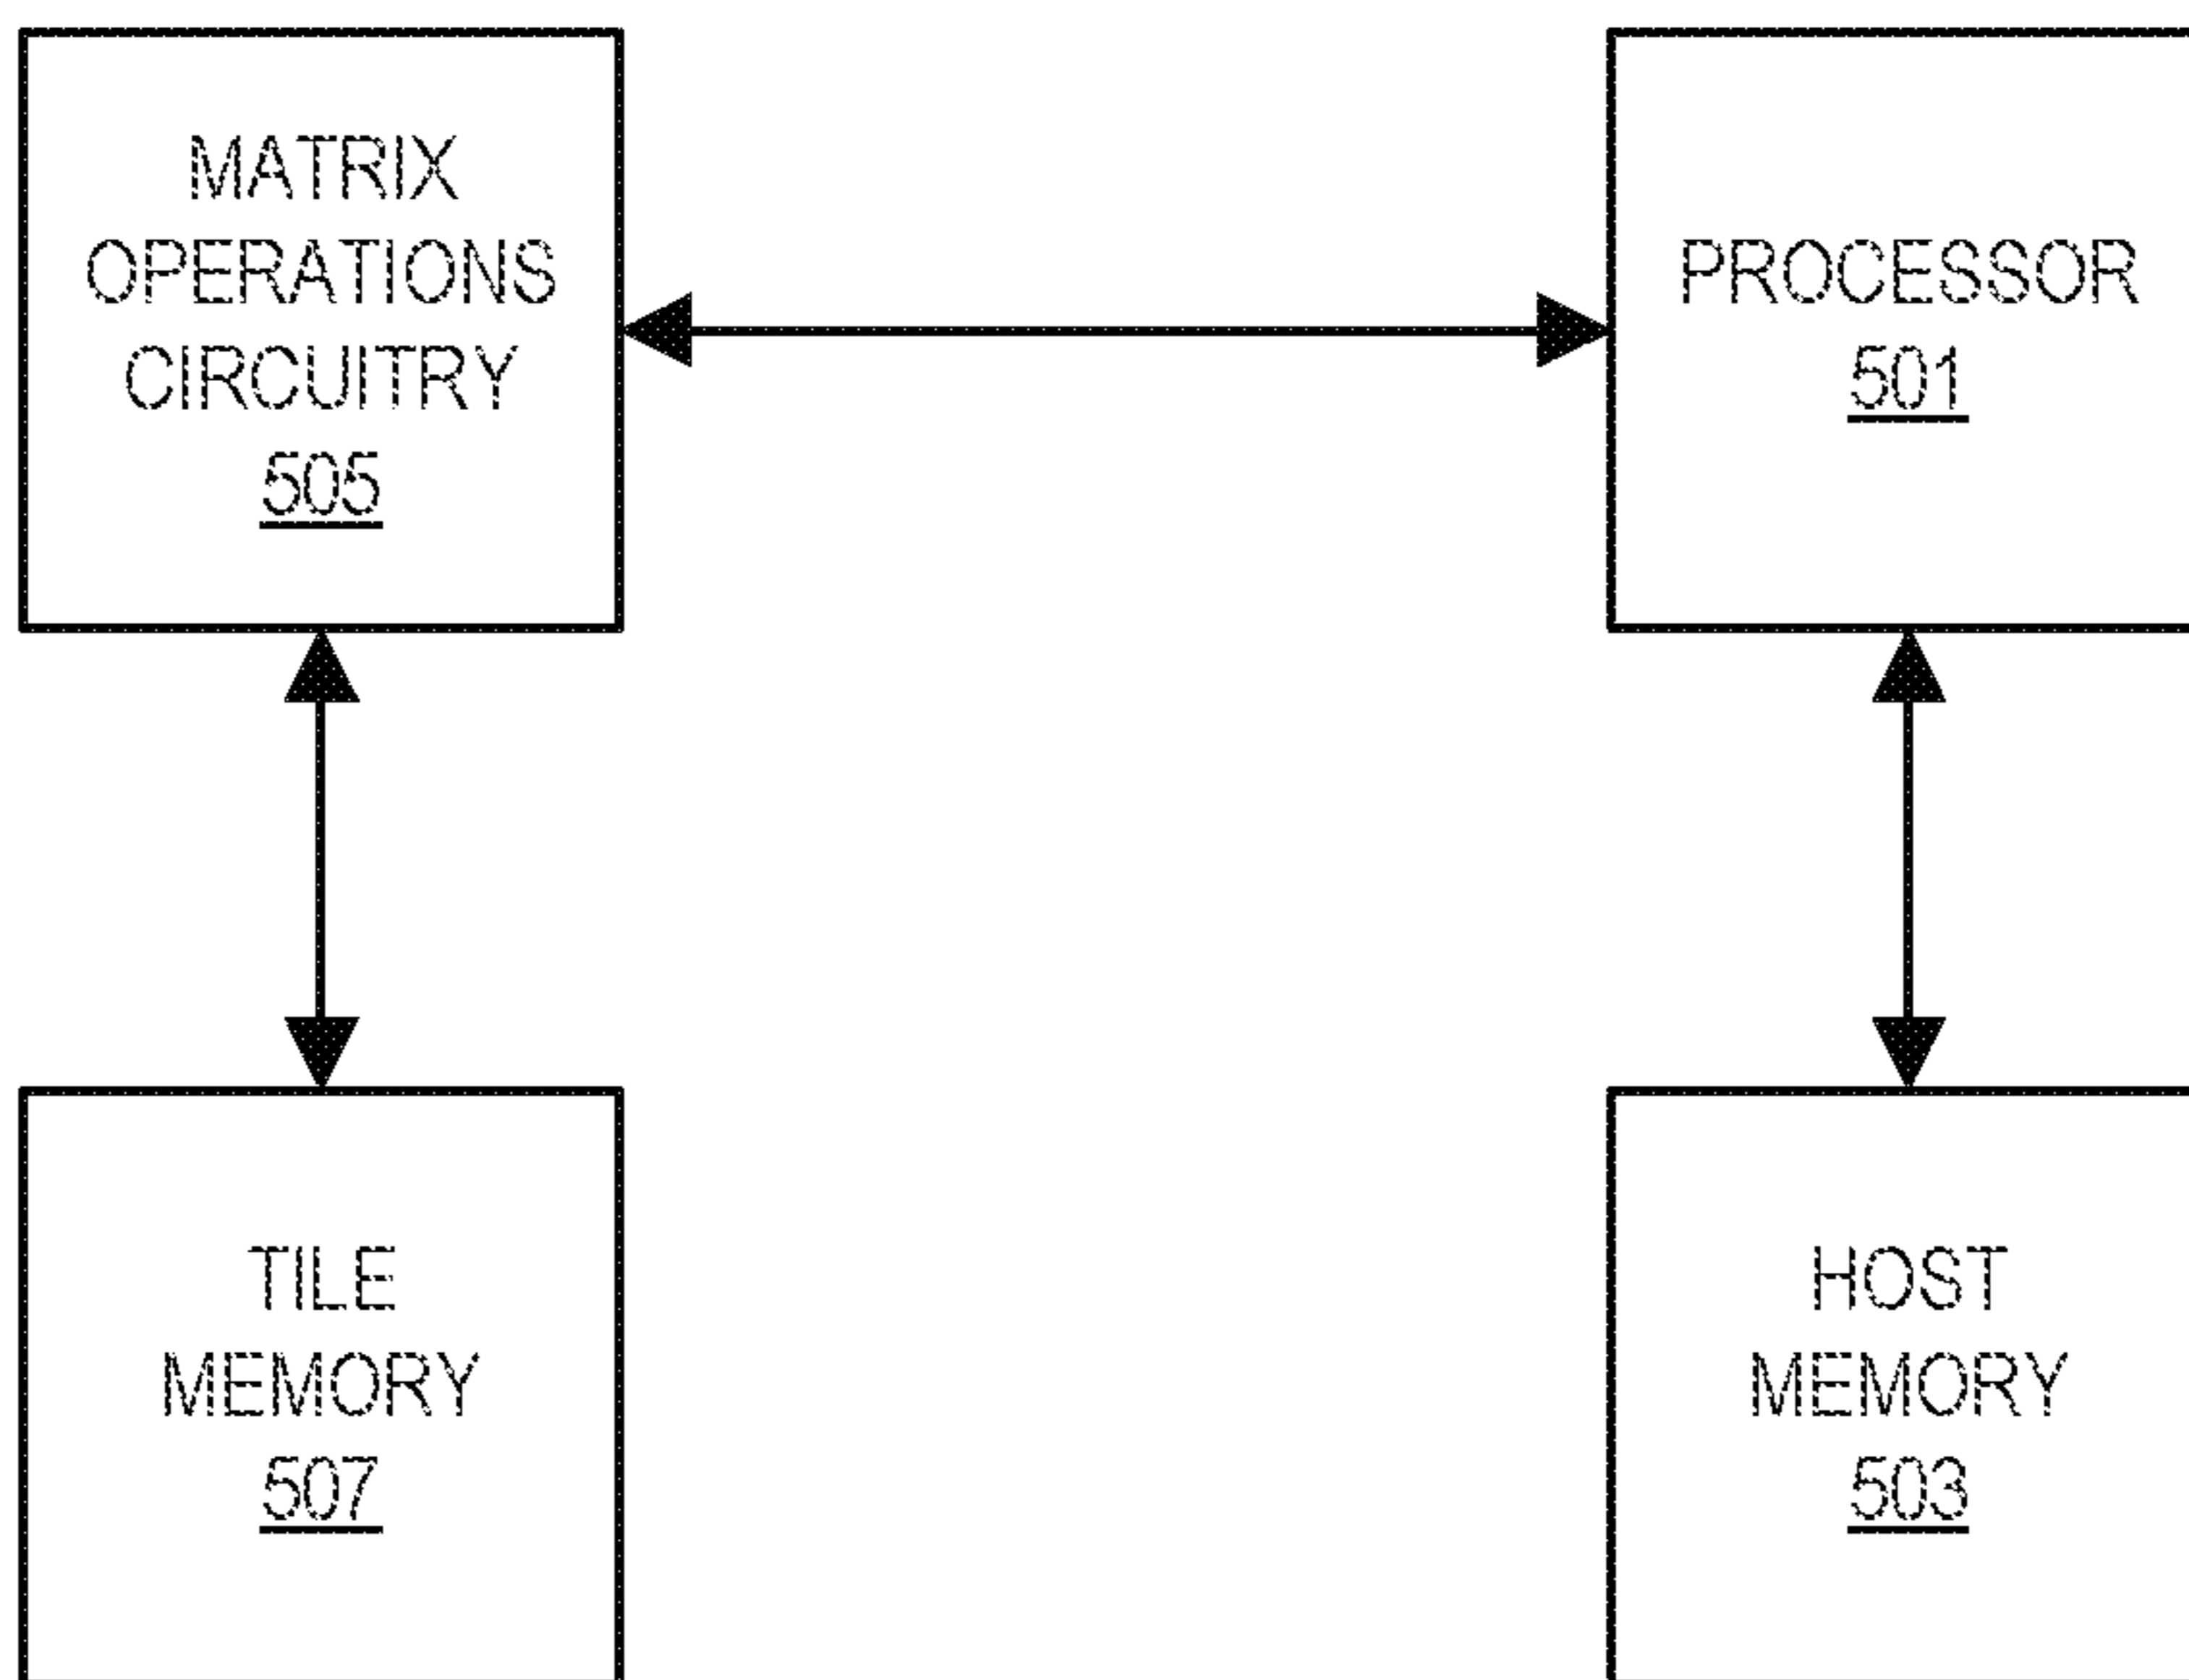 MATRIX
OPERATIONS
CIRCUITRY
505
PROCESSOR
501
TILE
MEMORY
507
HOST
MEMORY
503